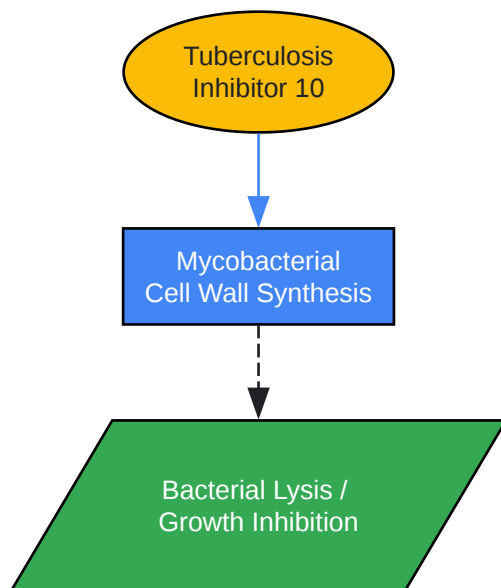 Tuberculosis
Inhibitor 10
Mycobacterial
Cell Wall Synthesis
Bacterial Lysis /
Growth Inhibition